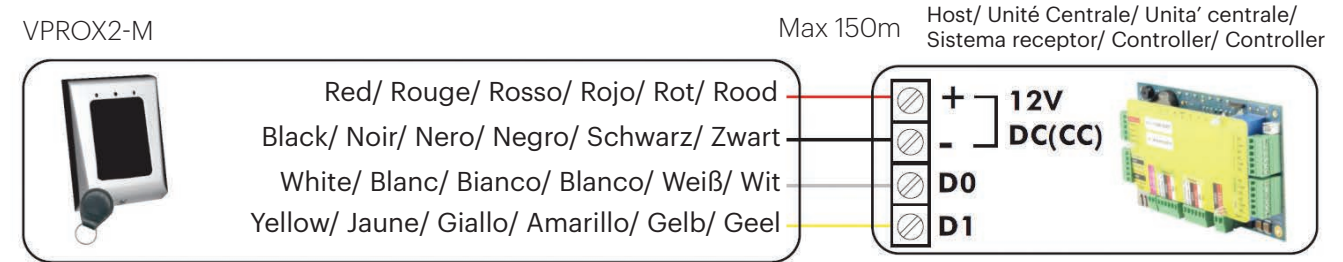 VPROX2-M
Max 150m
Host/ Unité Centrale/ Unita’ centrale/
Sistema receptor/ Controller/ Controller
Red/ Rouge/ Rosso/ Rojo/ Rot/ Rood
+
12V
Black/ Noir/ Nero/ Negro/ Schwarz/ Zwart
-
DC(CC)
White/ Blanc/ Bianco/ Blanco/ Weiß/ Wit
D0
Yellow/ Jaune/ Giallo/ Amarillo/ Gelb/ Geel
D1